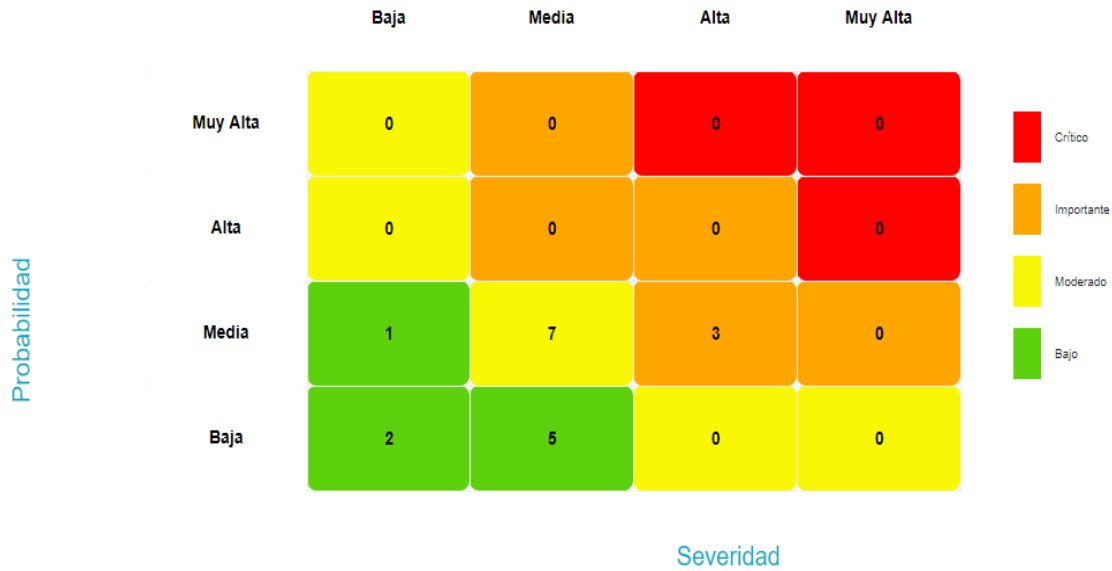 Baja Media Alta Muy Alta
Muy Alta 0 0 0 0
Alta 0 0 0 0
Media 1 7 3 0
Baja 2 5 0 0
Probabilidad
Severidad
Crítico
Importante
Moderado
Bajo